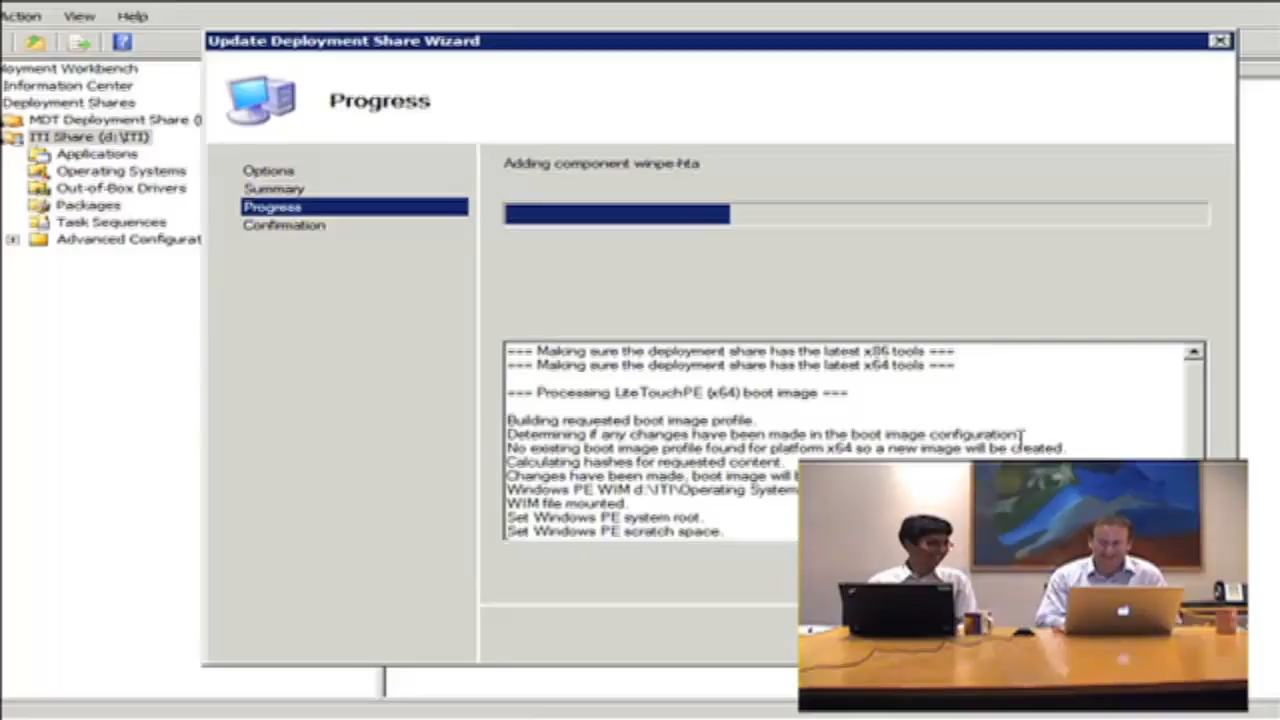 Action View Help
Update Deployment Share Wizard
Deployment Workbench
Information Center
Deployment Shares
MDT Deployment Share (
ITI Share (d:\ITI)
Applications
Operating Systems
Out-of-Box Drivers
Packages
Task Sequences
Advanced Configurat
Progress
Options
Summary
Progress
Confirmation
Adding component winpe-hta
=== Making sure the deployment share has the latest x86 tools ===
=== Making sure the deployment share has the latest x64 tools ===
=== Processing LiteTouchPE (x64) boot image ===
Building requested boot image profile.
Determining if any changes have been made in the boot image configuration.
No existing boot image profile found for platform x64 so a new image will be created.
Calculating hashes for requested content.
Changes have been made, boot image will b
Windows PE WIM d:\ITI\Operating System
WIM file mounted.
Set Windows PE system root.
Set Windows PE scratch space.